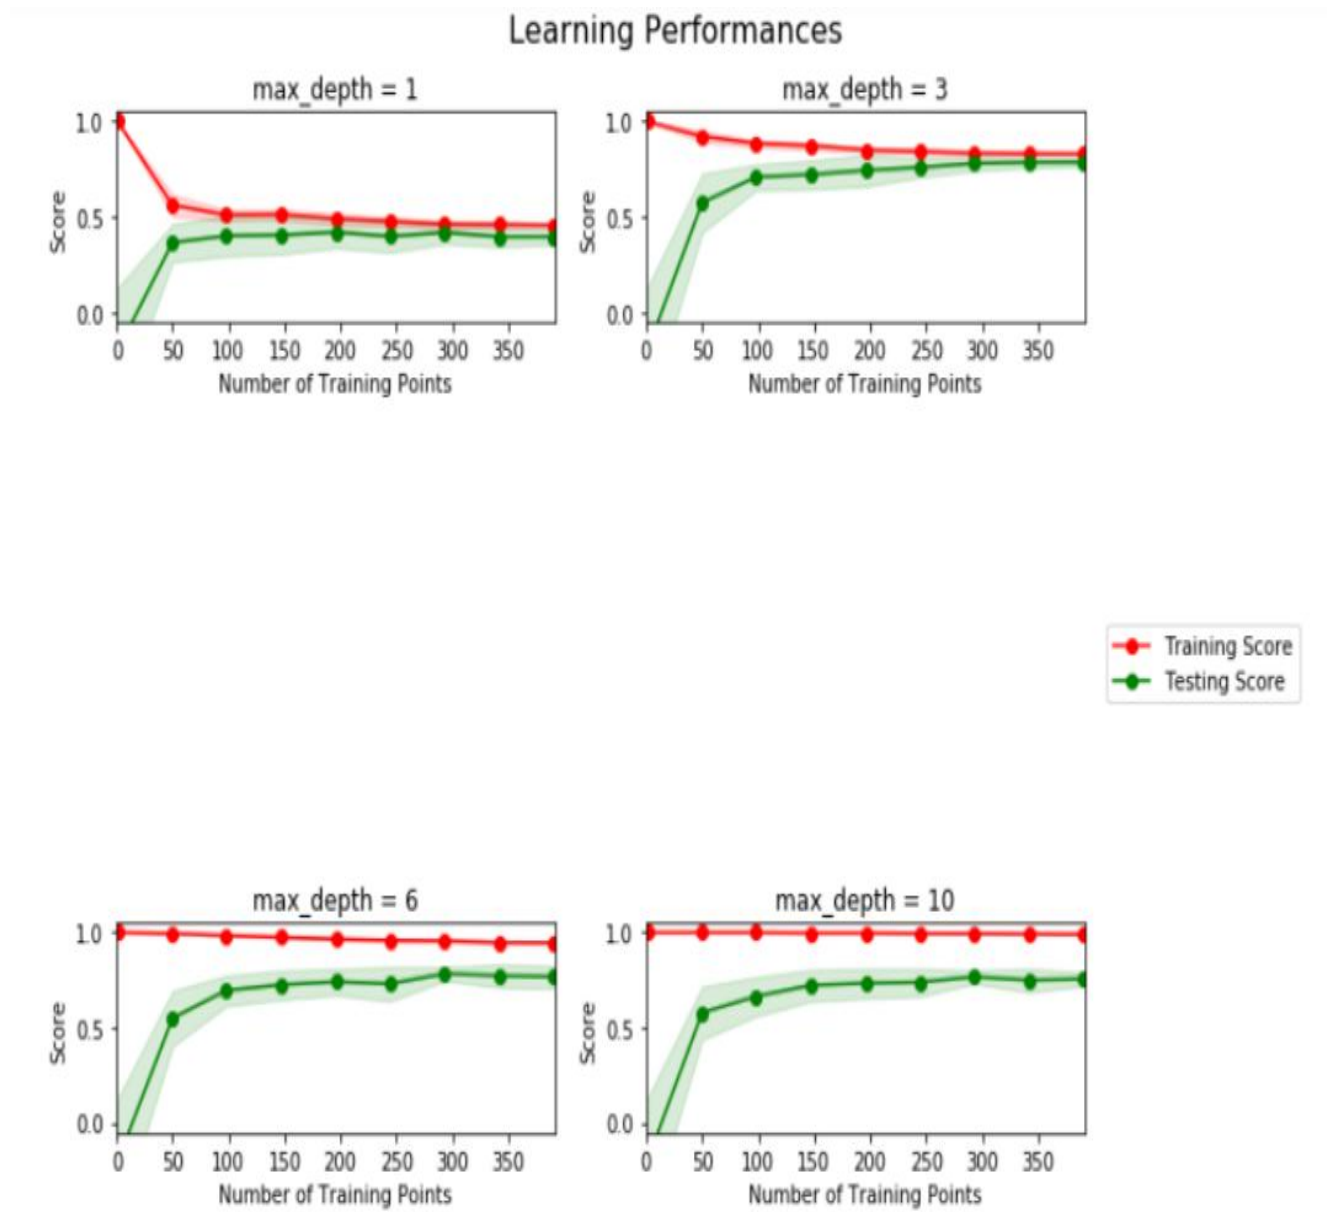 Learning Performances
max_depth = 1
1.0
0.5
0.0
Score
0 50 100 150 200 250 300 350
Number of Training Points
max_depth = 3
1.0
0.5
0.0
Score
0 50 100 150 200 250 300 350
Number of Training Points
Training Score
Testing Score
max_depth = 6
1.0
0.5
0.0
Score
0 50 100 150 200 250 300 350
Number of Training Points
max_depth = 10
1.0
0.5
0.0
Score
0 50 100 150 200 250 300 350
Number of Training Points